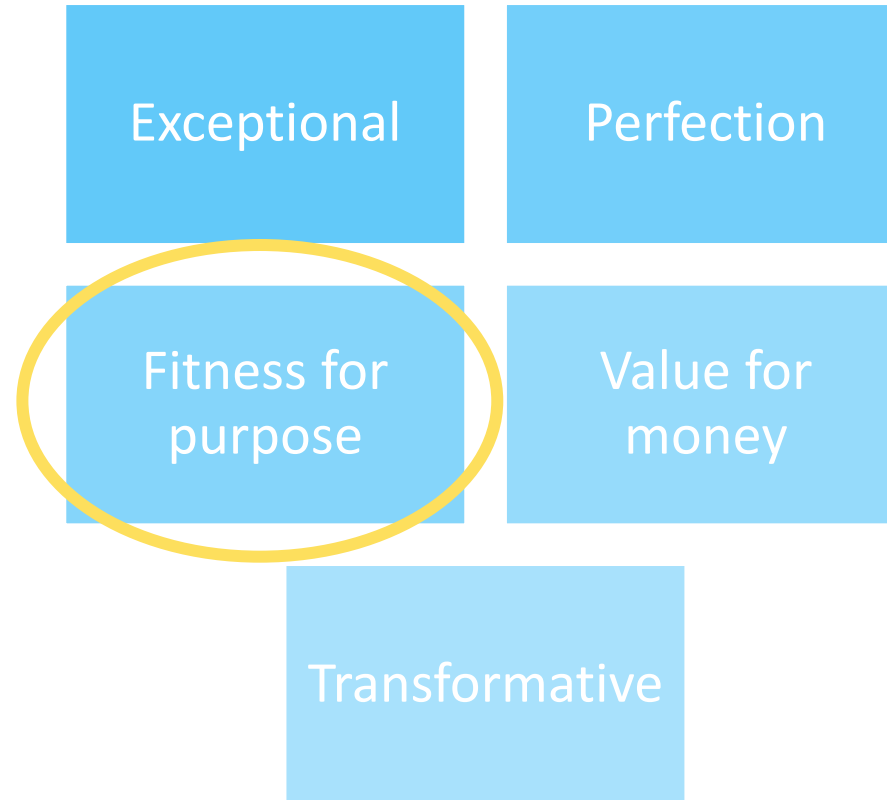 Exceptional
Perfection
Fitness for
purpose
Value for
money
Transformative